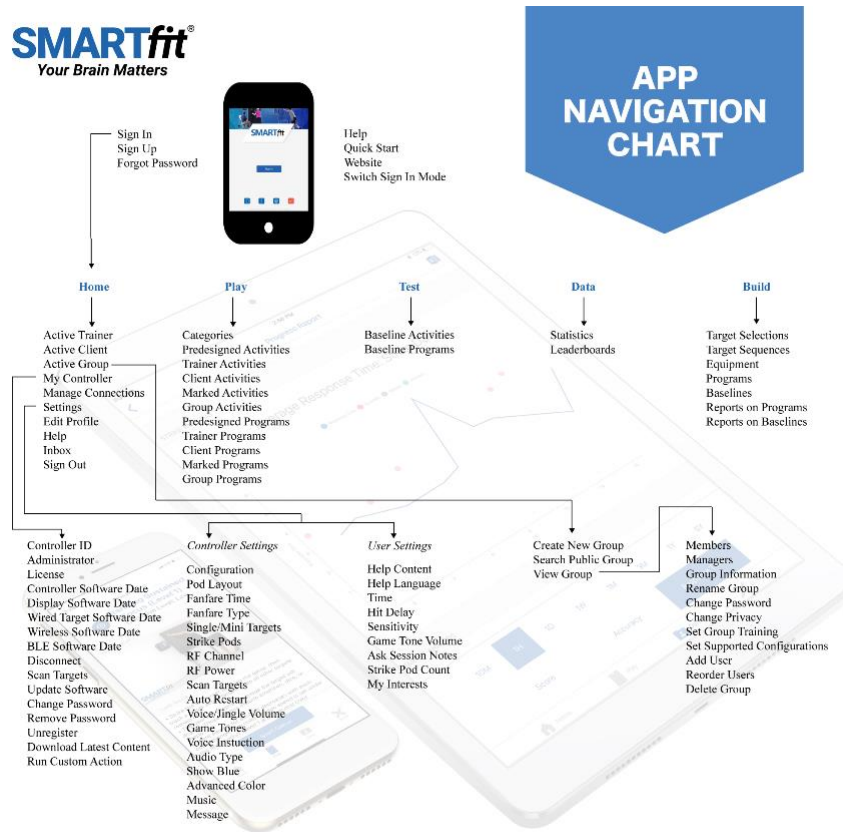 SMARTfit®
Your Brain Matters
APP
NAVIGATION
CHART
Sign In
Sign Up
Forgot Password
SMARTfit
Help
Quick Start
Website
Switch Sign In Mode
Home
Active Trainer
Active Client
Active Group
My Controller
Manage Connections
Settings
Edit Profile
Help
Inbox
Sign Out
Play
Categories
Predesigned Activities
Trainer Activities
Client Activities
Marked Activities
Group Activities
Predesigned Programs
Trainer Programs
Client Programs
Marked Programs
Group Programs
Test
Baseline Activities
Baseline Programs
Data
Statistics
Leaderboards
Build
Target Selections
Target Sequences
Equipment
Programs
Baselines
Reports on Programs
Reports on Baselines
Controller ID
Administrator
License
Controller Software Date
Display Software Date
Wired Target Software Date
Wireless Software Date
BLE Software Date
Disconnect
Scan Targets
Update Software
Change Password
Remove Password
Unregister
Download Latest Content
Run Custom Action
Controller Settings
Configuration
Pod Layout
Fanfare Time
Fanfare Type
Single/Mini Targets
Strike Pods
RF Channel
RF Power
Scan Targets
Auto Restart
Voice/Jingle Volume
Game Tones
Voice Instuction
Audio Type
Show Blue
Advanced Color
Music
Message
User Settings
Help Content
Help Language
Time
Hit Delay
Sensitivity
Game Tone Volume
Ask Session Notes
Strike Pod Count
My Interests
Create New Group
Search Public Group
View Group
Members
Managers
Group Information
Rename Group
Change Password
Change Privacy
Set Group Training
Set Supported Configurations
Add User
Reorder Users
Delete Group
Progress Report
Response Time
Score
Accuracy